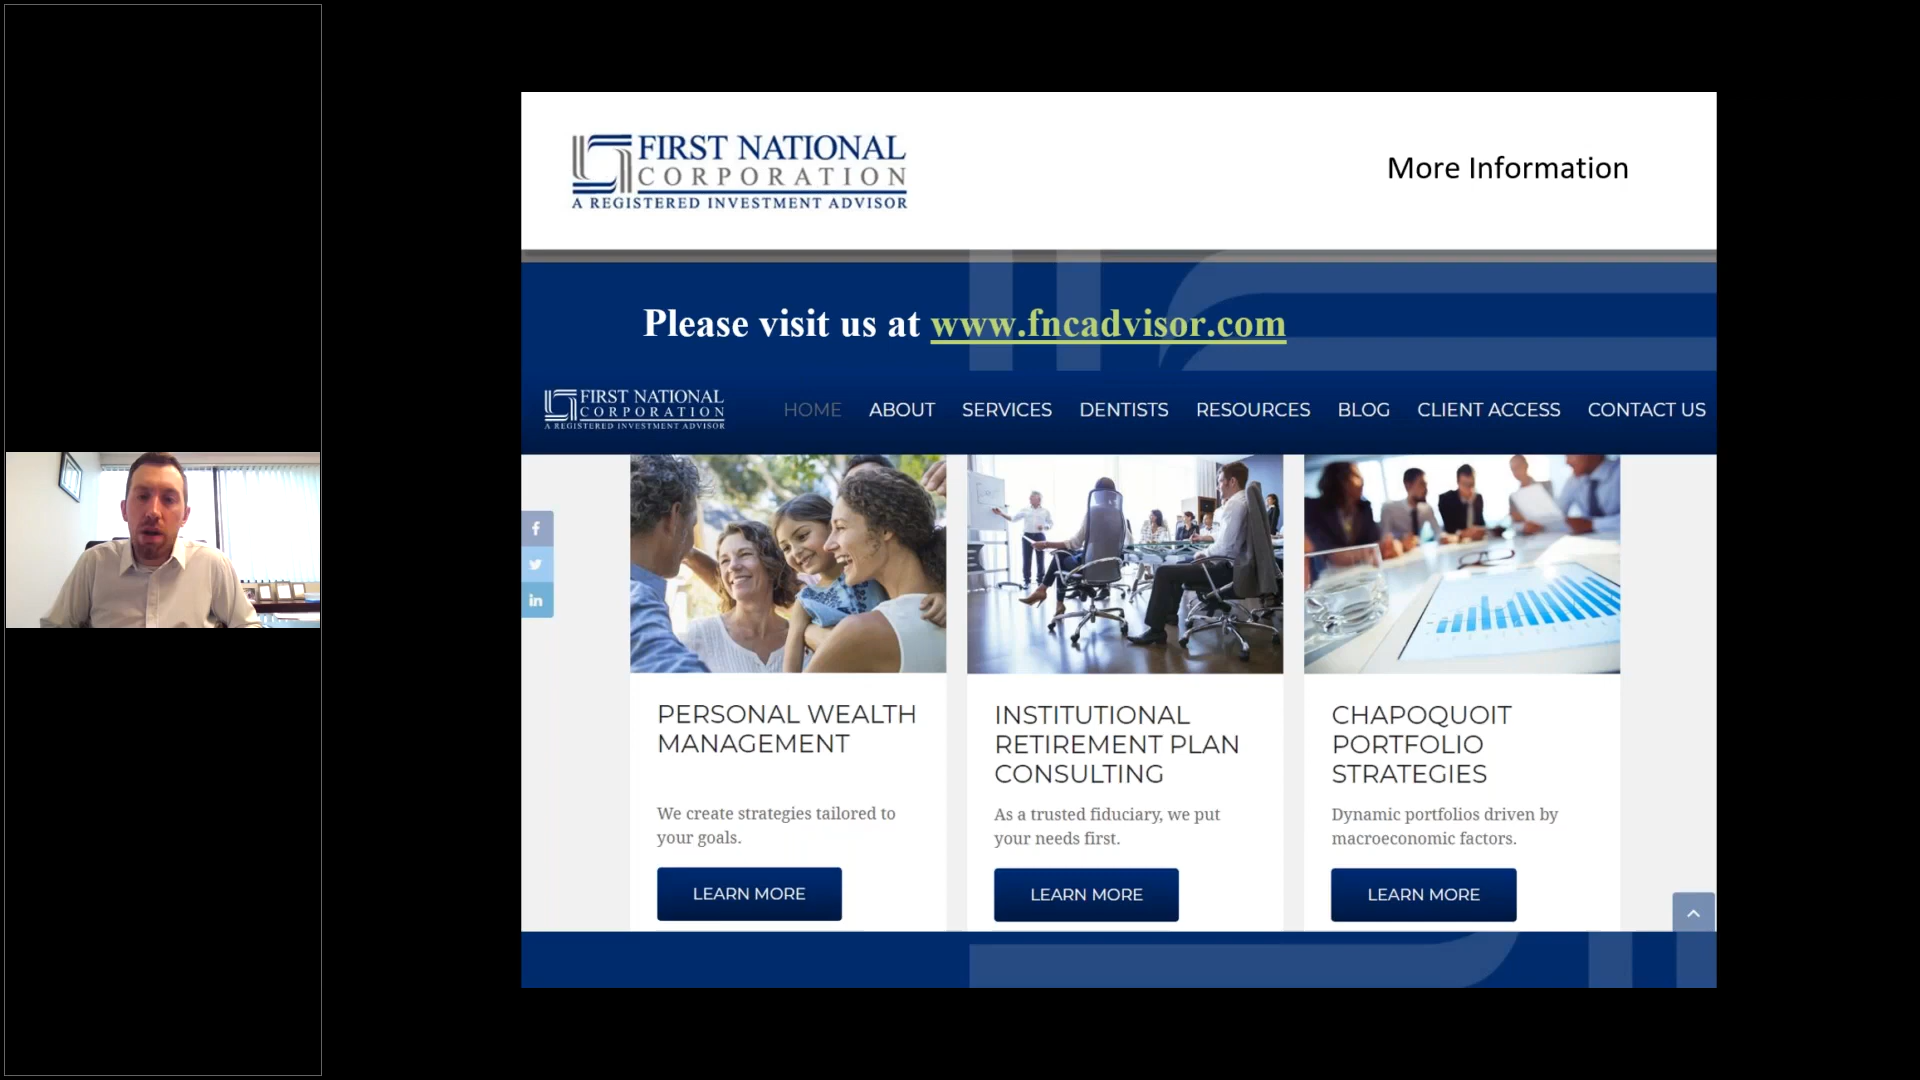 FIRST NATIONAL
CORPORATION
A REGISTERED INVESTMENT ADVISOR
More Information
Please visit us at www.fncadvisor.com
FIRST NATIONAL
CORPORATION
A REGISTERED INVESTMENT ADVISOR
HOME ABOUT SERVICES DENTISTS RESOURCES BLOG CLIENT ACCESS CONTACT US
f
in
PERSONAL WEALTH
MANAGEMENT
We create strategies tailored to
your goals.
LEARN MORE
INSTITUTIONAL
RETIREMENT PLAN
CONSULTING
As a trusted fiduciary, we put
your needs first.
LEARN MORE
CHAPOQUOIT
PORTFOLIO
STRATEGIES
Dynamic portfolios driven by
macroeconomic factors.
LEARN MORE